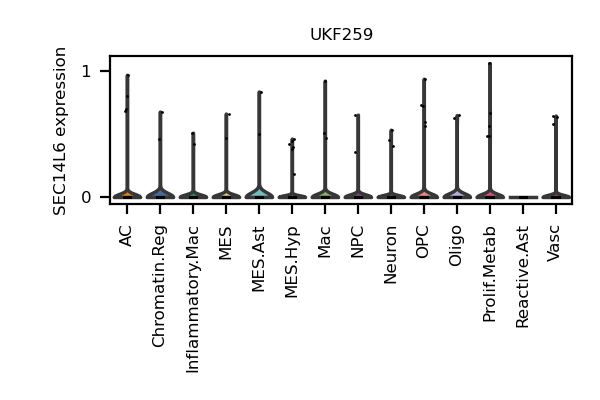 UKF259
SEC14L6 expression
1
0
AC
Chromatin.Reg
Inflammatory.Mac
MES
MES.Ast
MES.Hyp
Mac
NPC
Neuron
OPC
Oligo
Prolif.Metab
Reactive.Ast
Vasc